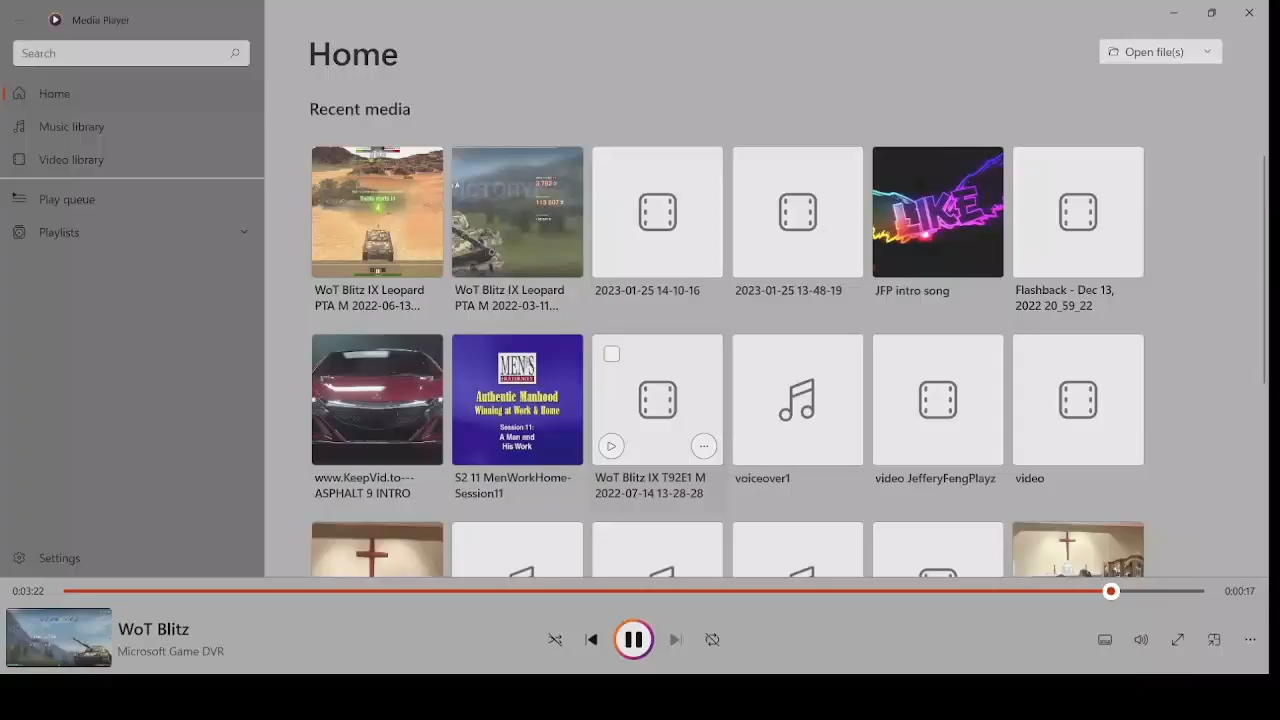 Media Player
Search
Home
Music library
Video library
Play queue
Playlists
Settings
Home
Open file(s)
Recent media
VICTORY
WoT Blitz IX Leopard
PTA M 2022-06-13...
WoT Blitz IX Leopard
PTA M 2022-03-11...
2023-01-25 14-10-16
2023-01-25 13-48-19
LIKE
JFP intro song
Flashback - Dec 13,
2022 20_59_22
www.KeepVid.to---
ASPHALT 9 INTRO
MEN'S
FRATERNITY
Authentic Manhood
Winning at Work & Home
Session 11:
A Man and
His Work
S2 11 MenWorkHome-
Session11
WoT Blitz IX T92E1 M
2022-07-14 13-28-28
voiceover1
video JefferyFengPlayz
video
0:03:22
0:00:17
WoT Blitz
Microsoft Game DVR